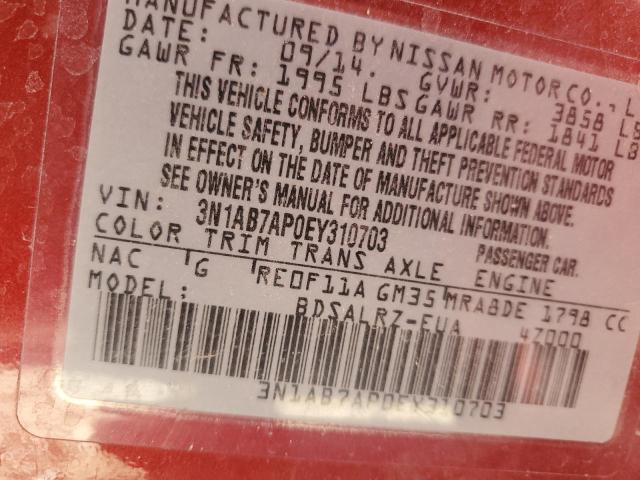 MANUFACTURED BY NISSAN MOTOR CO., L
DATE: 09/14. GVWR: 3858 LB
GAWR FR: 1995 LBS GAWR RR: 1841 LB
THIS VEHICLE CONFORMS TO ALL APPLICABLE FEDERAL MOTOR
VEHICLE SAFETY, BUMPER AND THEFT PREVENTION STANDARDS
IN EFFECT ON THE DATE OF MANUFACTURE SHOWN ABOVE.
SEE OWNER'S MANUAL FOR ADDITIONAL INFORMATION.
VIN: 3N1AB7AP0EY310703 PASSENGER CAR.
COLOR TRIM TRANS AXLE ENGINE
NAC G RE0F11A GM35 MRA8DE 1798 CC
MODEL: BDSALRZ-EUA 47000
3N1AB7AP0EY310703